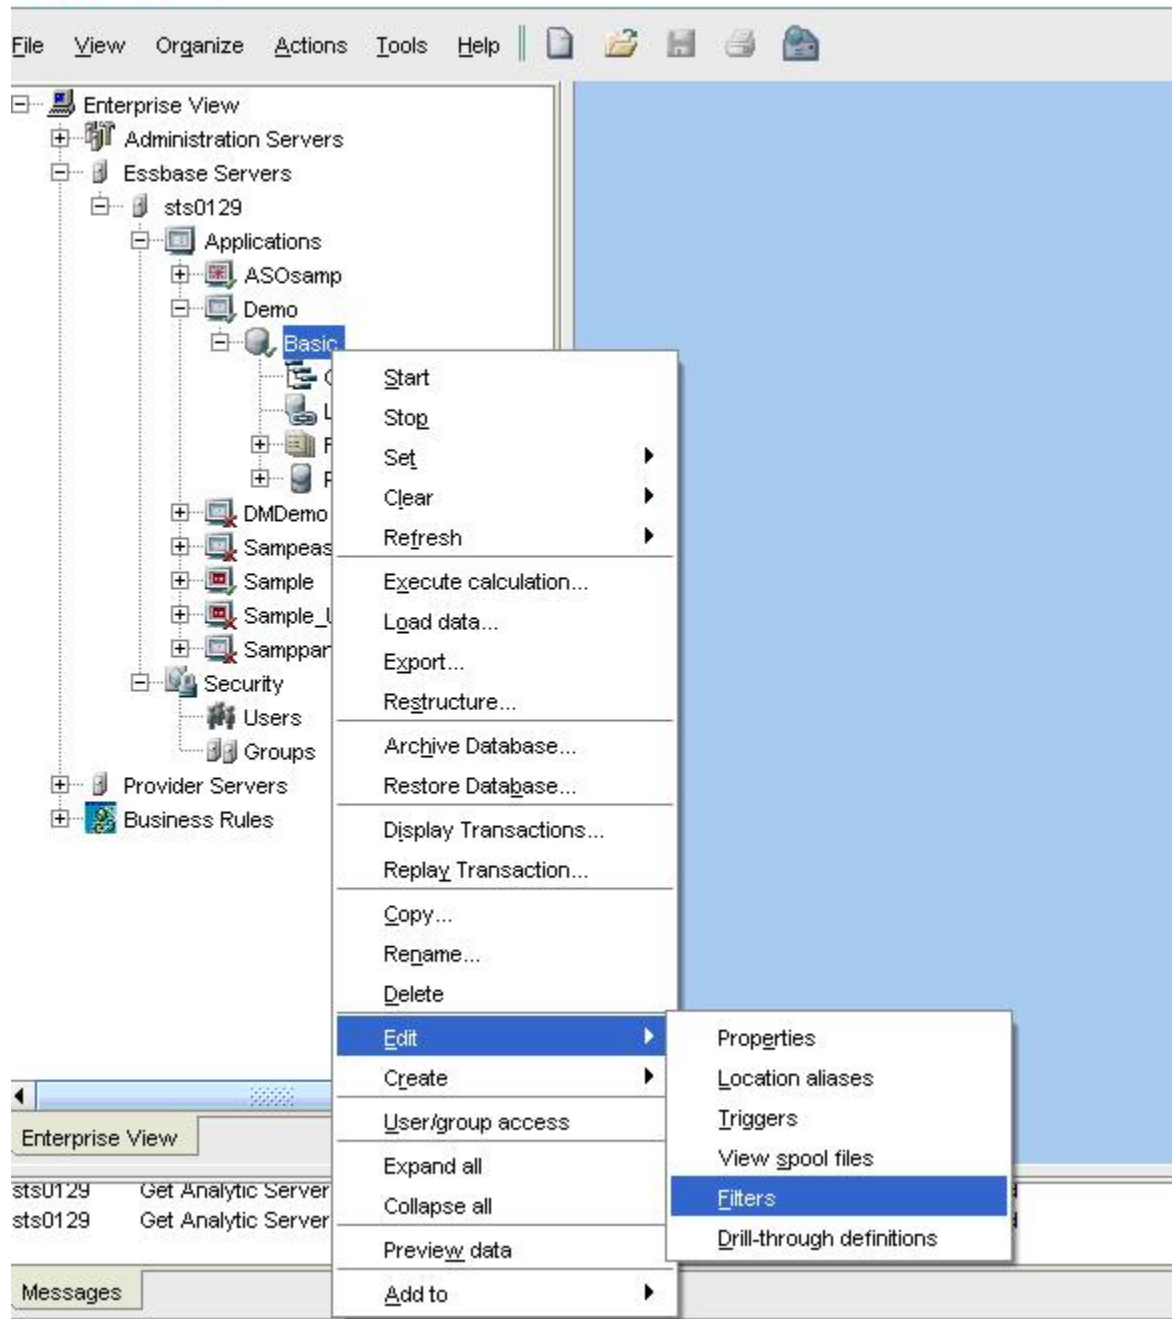 File View Organize Actions Tools Help
Enterprise View
Administration Servers
Essbase Servers
sts0129
Applications
ASOsamp
Demo
Basic
DMDemo
Sampeas
Sample
Sample_U
Samppar
Security
Users
Groups
Provider Servers
Business Rules
Start
Stop
Set
Clear
Refresh
Execute calculation...
Load data...
Export...
Restructure...
Archive Database...
Restore Database...
Display Transactions...
Replay Transaction...
Copy...
Rename...
Delete
Edit
Create
User/group access
Expand all
Collapse all
Preview data
Add to
Properties
Location aliases
Triggers
View spool files
Filters
Drill-through definitions
Enterprise View
sts0129 Get Analytic Server
sts0129 Get Analytic Server
Messages